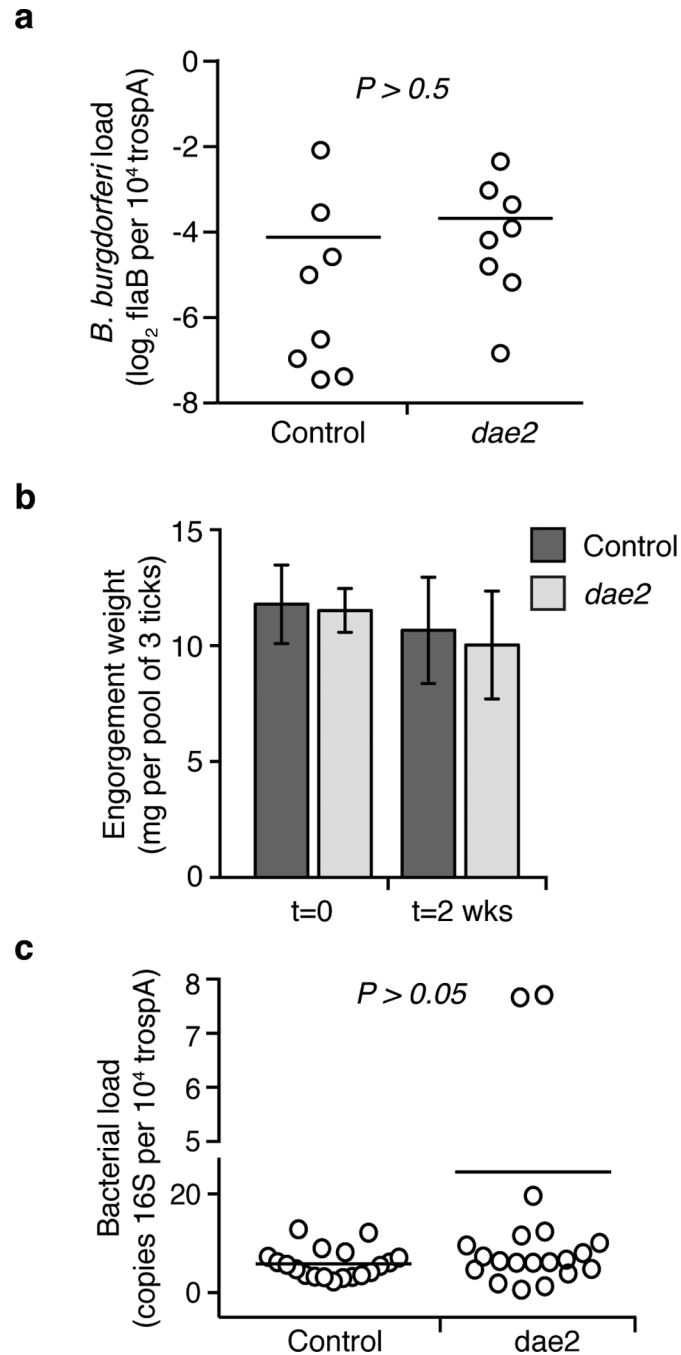 a
B. burgdorferi load
(log₂ flaB per 10⁴ trospA)
0
-2
-4
-6
-8
P > 0.5
Control
dae2
b
Engorgement weight
(mg per pool of 3 ticks)
15
10
5
0
Control
dae2
t=0
t=2 wks
c
Bacterial load
(copies 16S per 10⁴ trospA)
8
7
6
5
20
0
P > 0.05
Control
dae2